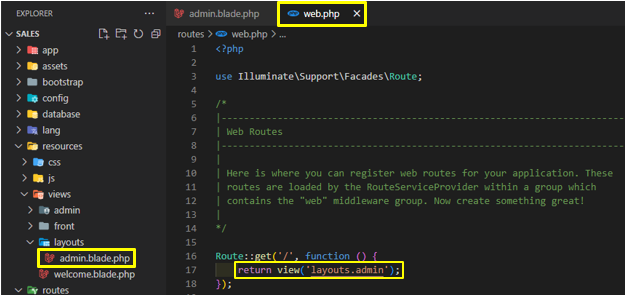 EXPLORER
...
SALES
app
assets
bootstrap
config
database
lang
resources
css
js
views
admin
front
layouts
admin.blade.php
welcome.blade.php
routes
admin.blade.php
web.php
routes > web.php > ...
1 <?php
2
3 use Illuminate\Support\Facades\Route;
4
5 /*
6 |--------------------------------------------------------------------------
7 | Web Routes
8 |--------------------------------------------------------------------------
9 |
10 | Here is where you can register web routes for your application. These
11 | routes are loaded by the RouteServiceProvider within a group which
12 | contains the "web" middleware group. Now create something great!
13 |
14 */
15
16 Route::get('/', function () {
17 return view('layouts.admin');
18 });